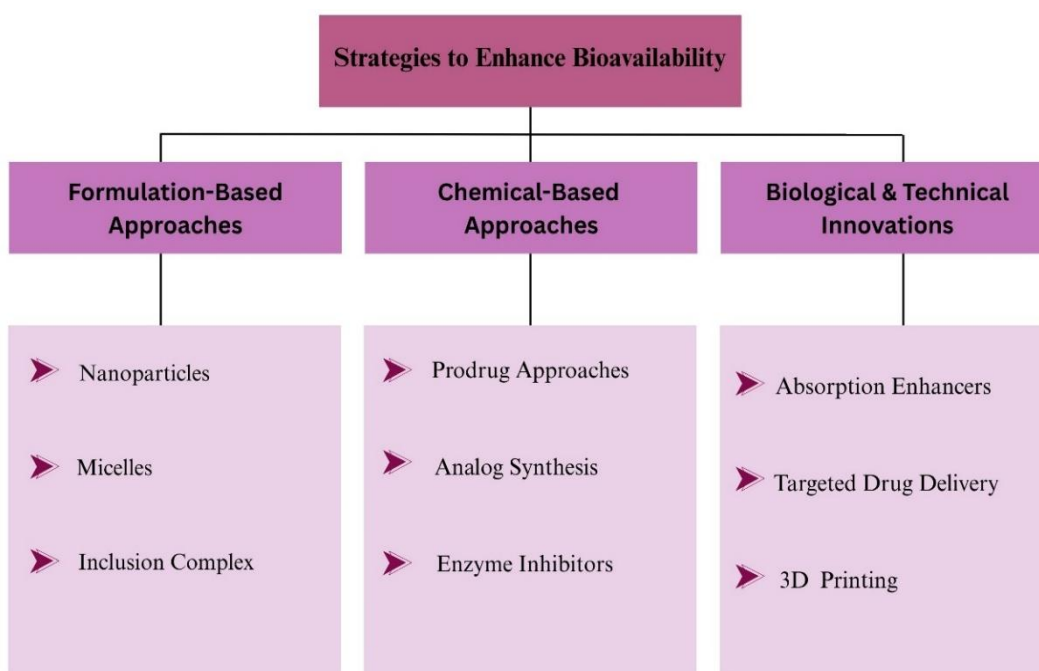 Strategies to Enhance Bioavailability
Formulation-Based
Approaches
Nanoparticles
Micelles
Inclusion Complex
Chemical-Based
Approaches
Prodrug Approaches
Analog Synthesis
Enzyme Inhibitors
Biological & Technical
Innovations
Absorption Enhancers
Targeted Drug Delivery
3D Printing